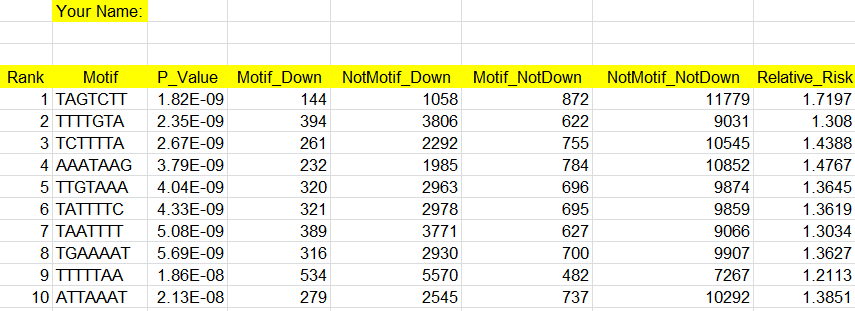 Your Name:
Rank Motif P_Value Motif_Down NotMotif_Down Motif_NotDown NotMotif_NotDown Relative_Risk
1 TAGTCTT 1.82E-09 144 1058 872 11779 1.7197
2 TTTTGTA 2.35E-09 394 3806 622 9031 1.308
3 TCTTTTA 2.67E-09 261 2292 755 10545 1.4388
4 AAATAAG 3.79E-09 232 1985 784 10852 1.4767
5 TTGTAAA 4.04E-09 320 2963 696 9874 1.3645
6 TATTTTC 4.33E-09 321 2978 695 9859 1.3619
7 TAATTTT 5.08E-09 389 3771 627 9066 1.3034
8 TGAAAAT 5.69E-09 316 2930 700 9907 1.3627
9 TTTTTAA 1.86E-08 534 5570 482 7267 1.2113
10 ATTAAAT 2.13E-08 279 2545 737 10292 1.3851